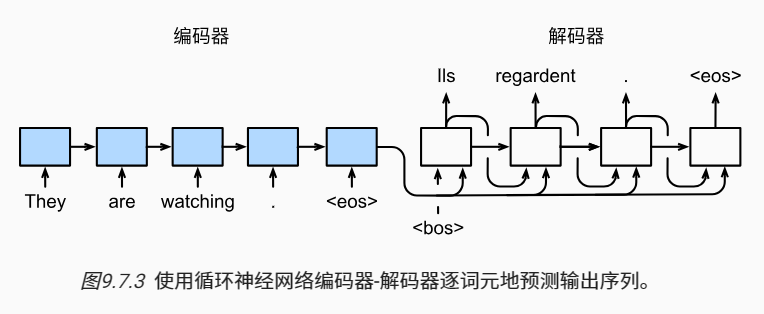 编码器
解码器
lls
regardent
.
<eos>
They
are
watching
.
<eos>
<bos>
图9.7.3 使用循环神经网络编码器-解码器逐词元地预测输出序列。